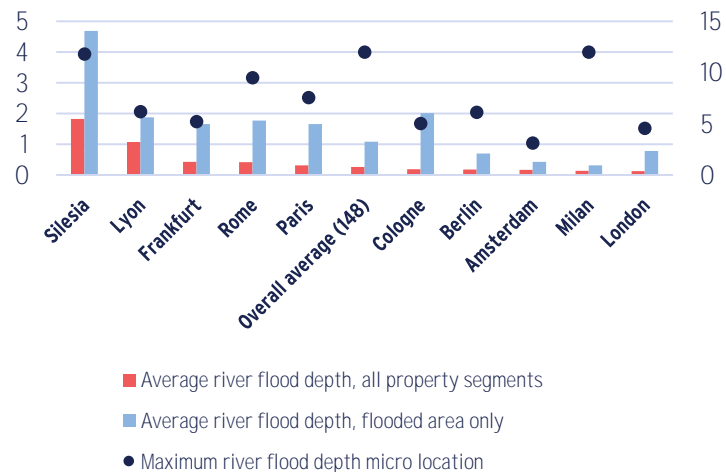 5
4
3
2
1
0
15
10
5
0
Silesia
Lyon
Frankfurt
Rome
Paris
Overall average (148)
Cologne
Berlin
Amsterdam
Milan
London
Average river flood depth, all property segments
Average river flood depth, flooded area only
Maximum river flood depth micro location